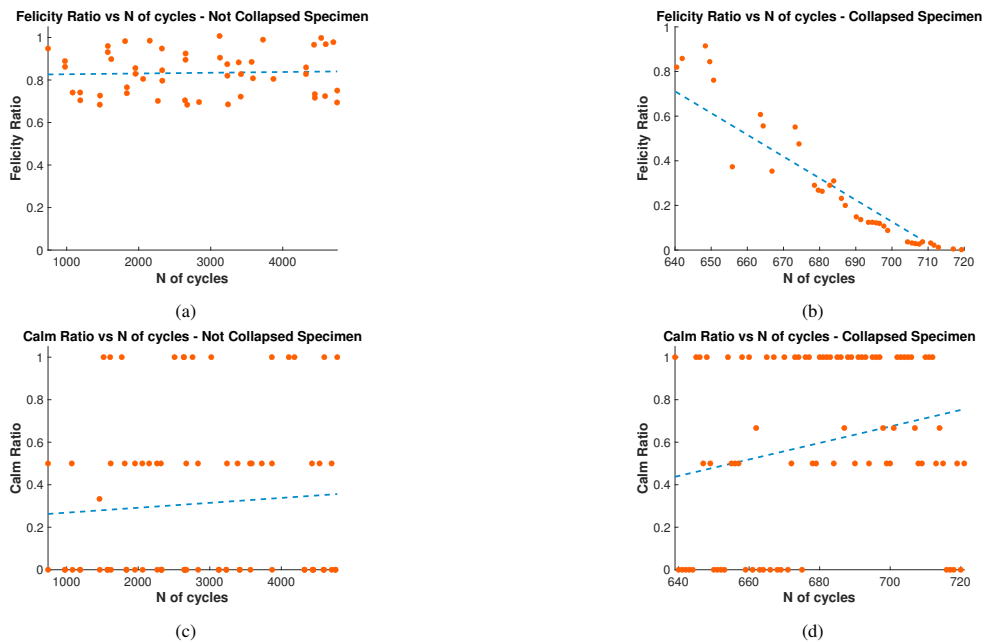 Felicity Ratio vs N of cycles - Not Collapsed Specimen
1
0.8
0.6
0.4
0.2
0
Felicity Ratio
1000 2000 3000 4000
N of cycles
(a)
Felicity Ratio vs N of cycles - Collapsed Specimen
1
0.8
0.6
0.4
0.2
0
Felicity Ratio
640 650 660 670 680 690 700 710 720
N of cycles
(b)
Calm Ratio vs N of cycles - Not Collapsed Specimen
1
0.8
0.6
0.4
0.2
0
Calm Ratio
1000 2000 3000 4000
N of cycles
(c)
Calm Ratio vs N of cycles - Collapsed Specimen
1
0.8
0.6
0.4
0.2
0
Calm Ratio
640 660 680 700 720
N of cycles
(d)